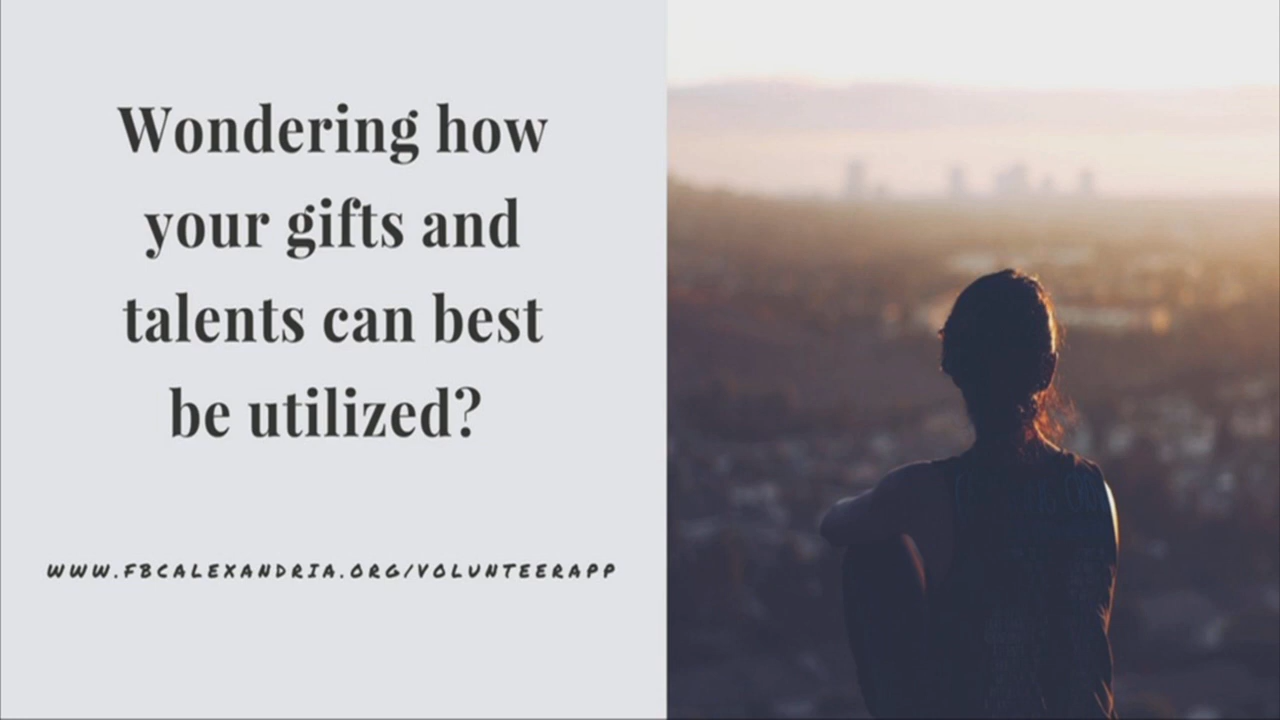 Wondering how
your gifts and
talents can best
be utilized?
WWW.FBCALEXANDRIA.ORG/VOLUNTEERAPP